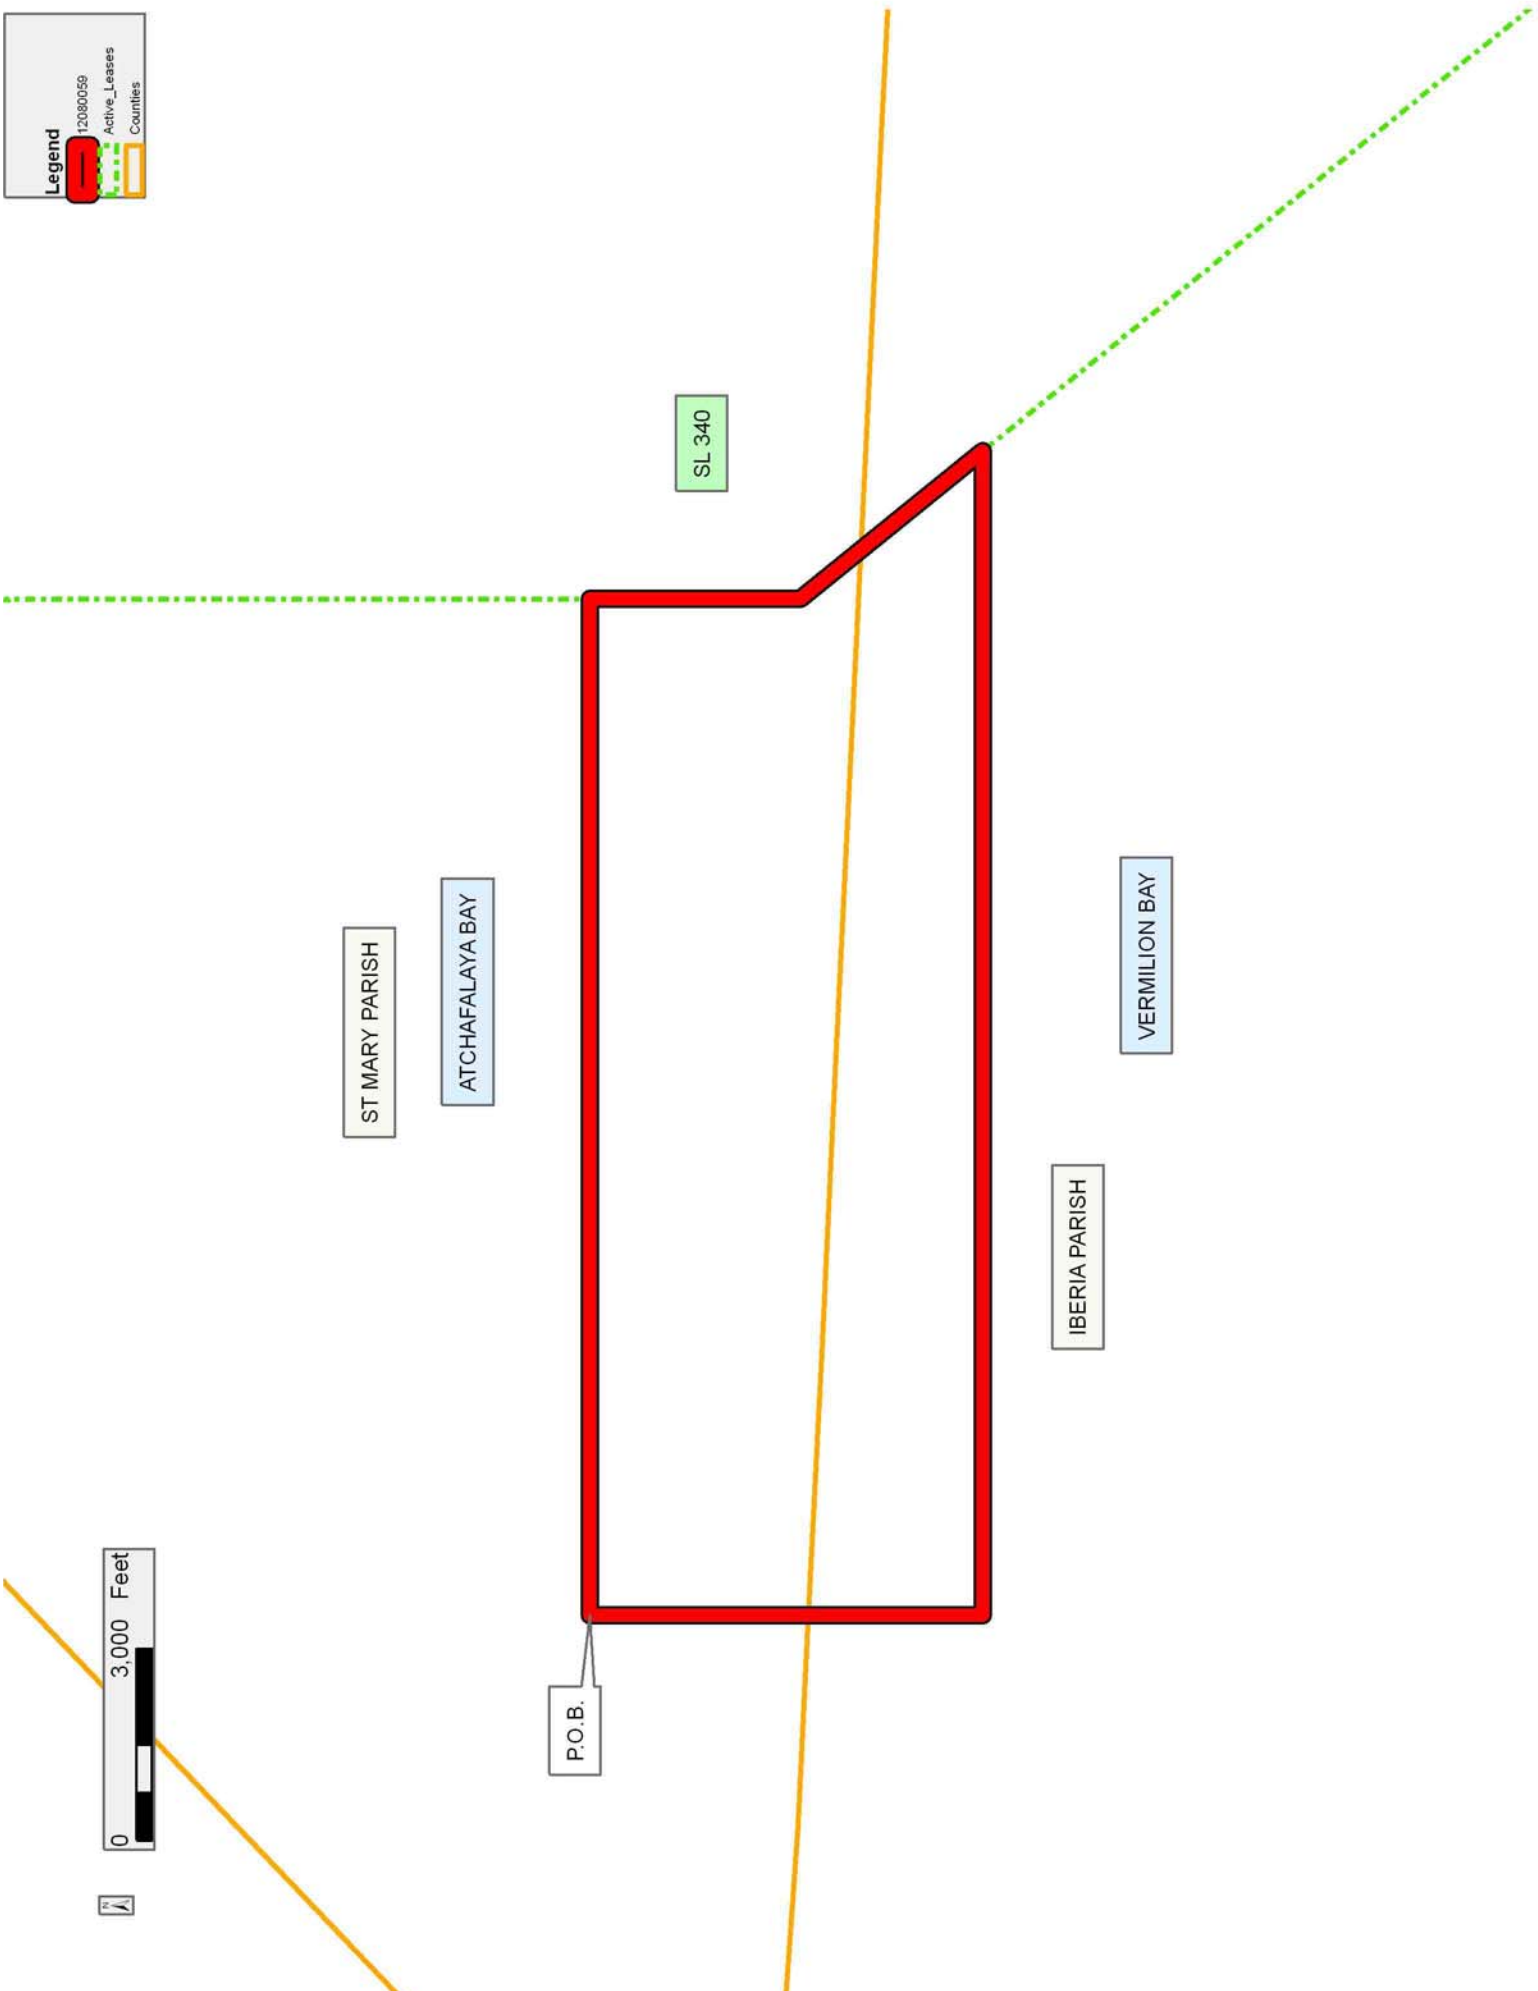 Legend
12080059
Active_Leases
Counties
SL 340
ST MARY PARISH
ATCHAFALAYA BAY
VERMILION BAY
IBERIA PARISH
P.O.B.
0 3,000 Feet
N